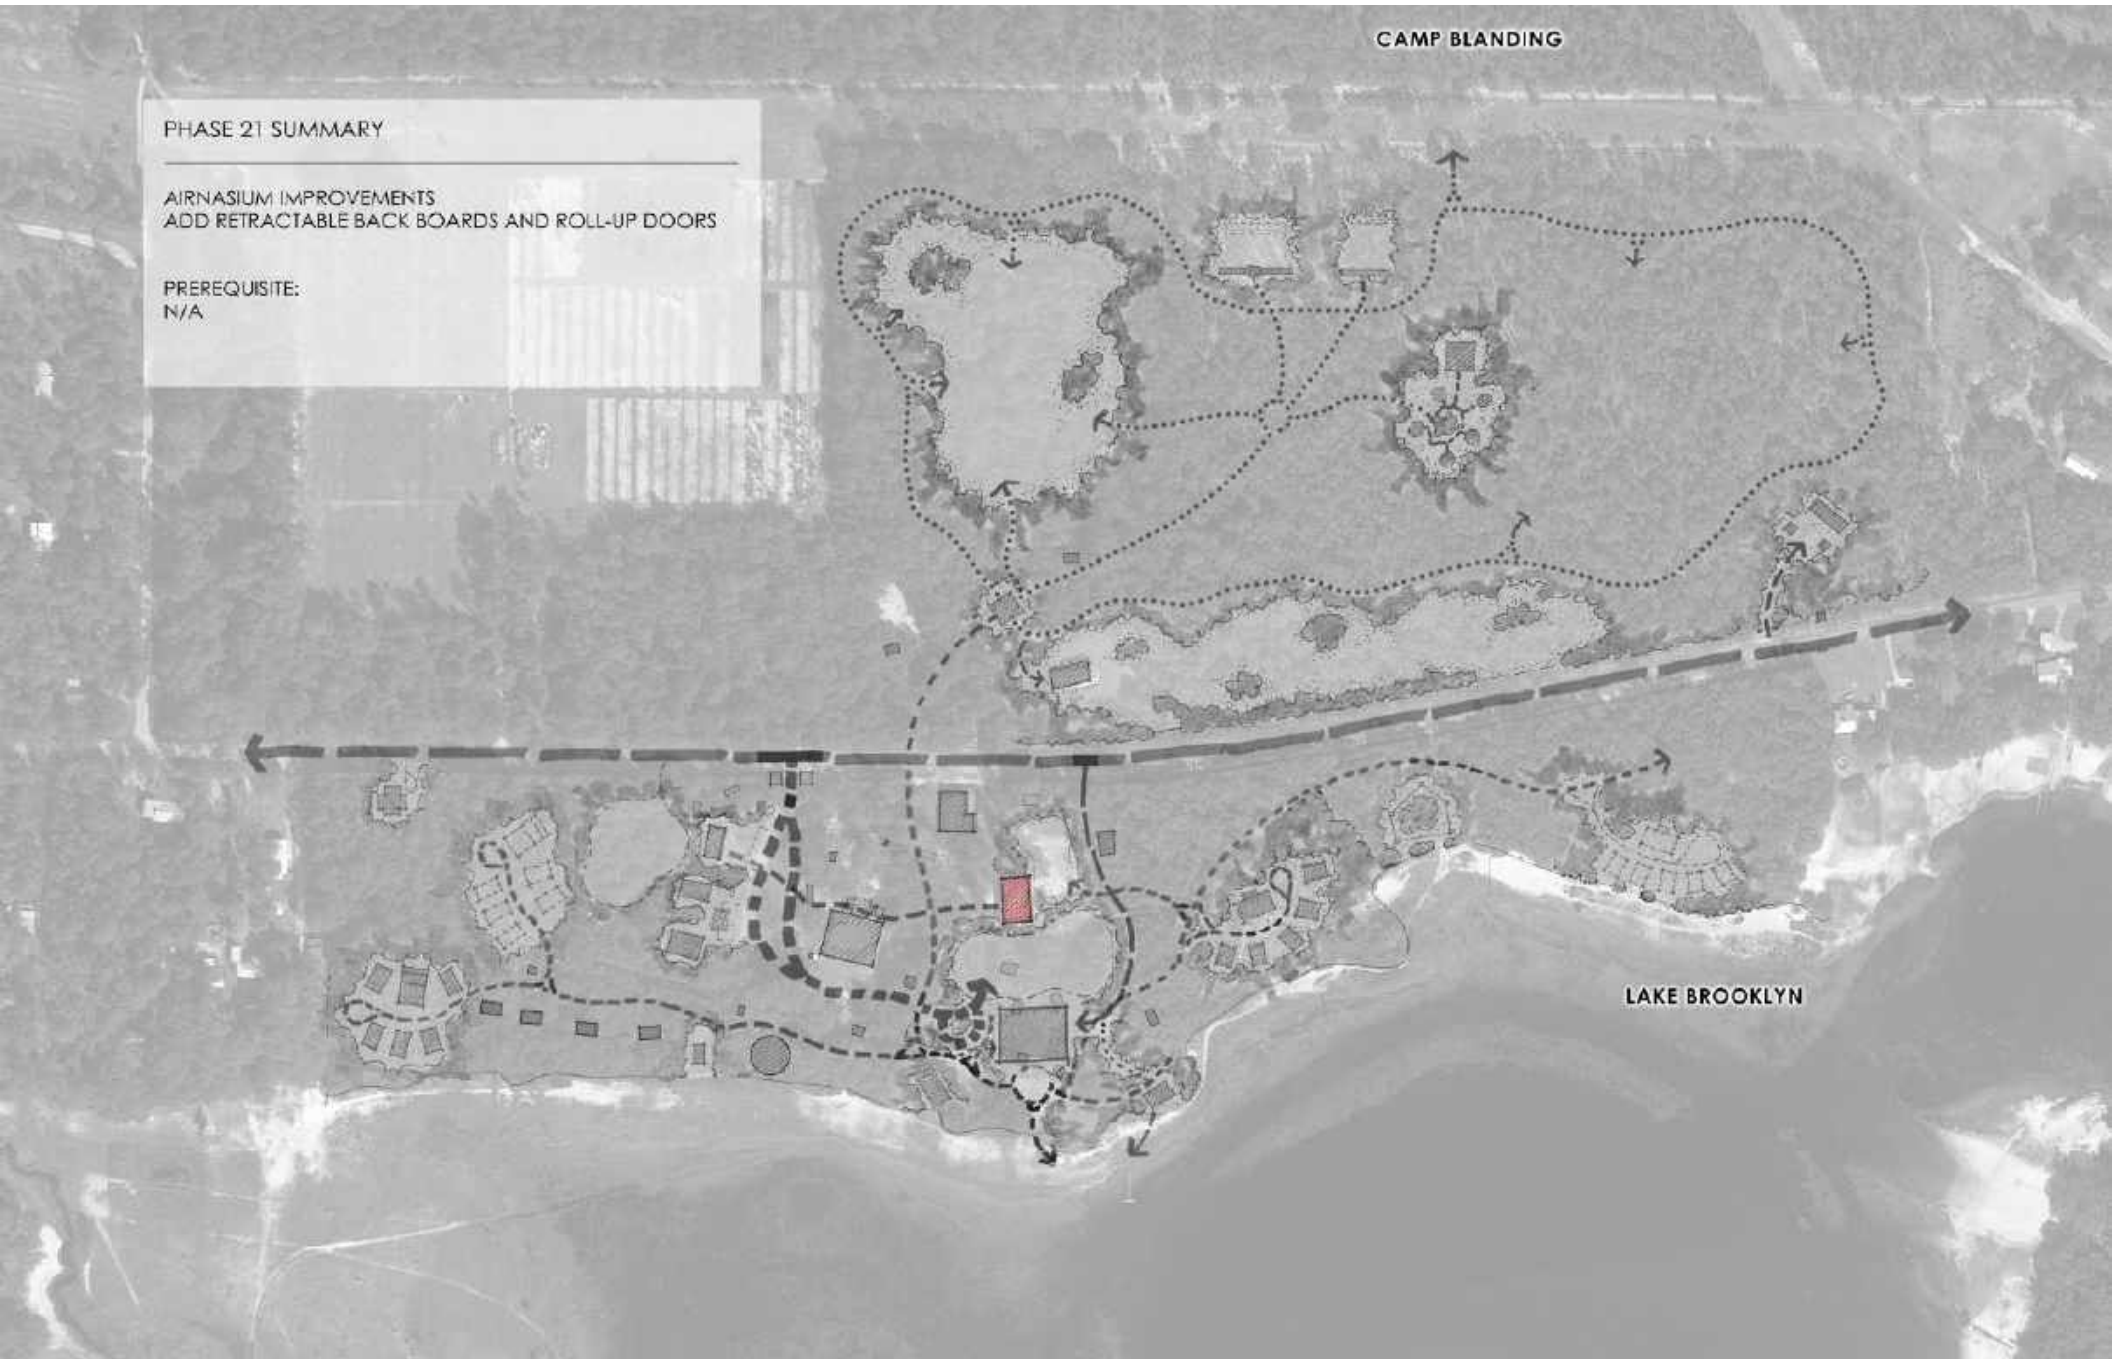 CAMP BLANDING
PHASE 21 SUMMARY
AIRNASIUM IMPROVEMENTS
ADD RETRACTABLE BACK BOARDS AND ROLL-UP DOORS
PREREQUISITE:
N/A
LAKE BROOKLYN